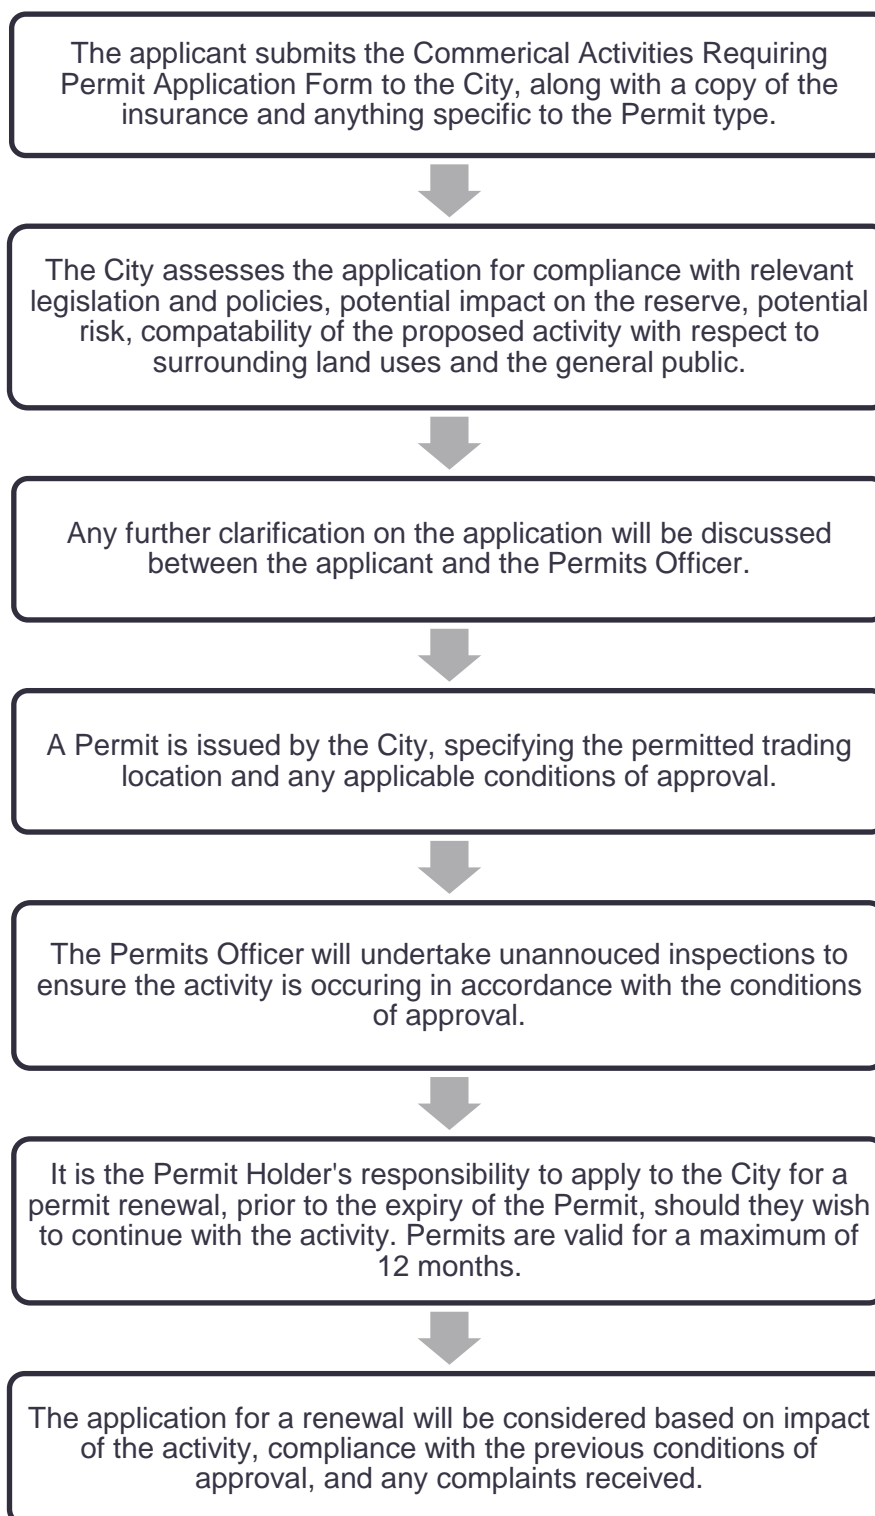 The applicant submits the Commerical Activities Requiring
Permit Application Form to the City, along with a copy of the
insurance and anything specific to the Permit type.
The City assesses the application for compliance with relevant
legislation and policies, potential impact on the reserve, potential
risk, compatability of the proposed activity with respect to
surrounding land uses and the general public.
Any further clarification on the application will be discussed
between the applicant and the Permits Officer.
A Permit is issued by the City, specifying the permitted trading
location and any applicable conditions of approval.
The Permits Officer will undertake unannouced inspections to
ensure the activity is occuring in accordance with the conditions
of approval.
It is the Permit Holder's responsibility to apply to the City for a
permit renewal, prior to the expiry of the Permit, should they wish
to continue with the activity. Permits are valid for a maximum of
12 months.
The application for a renewal will be considered based on impact
of the activity, compliance with the previous conditions of
approval, and any complaints received.